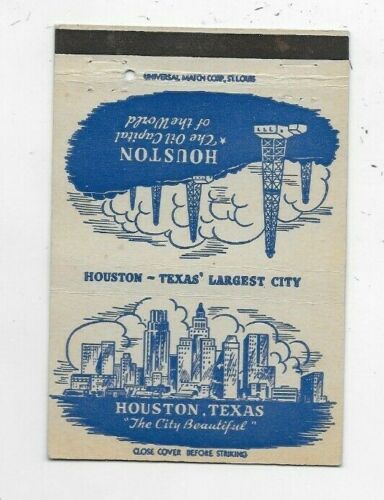 UNIVERSAL MATCH CORP., ST. LOUIS
HOUSTON
"The Oil Capital
of the World
HOUSTON ~ TEXAS' LARGEST CITY
HOUSTON, TEXAS
"The City Beautiful"
CLOSE COVER BEFORE STRIKING